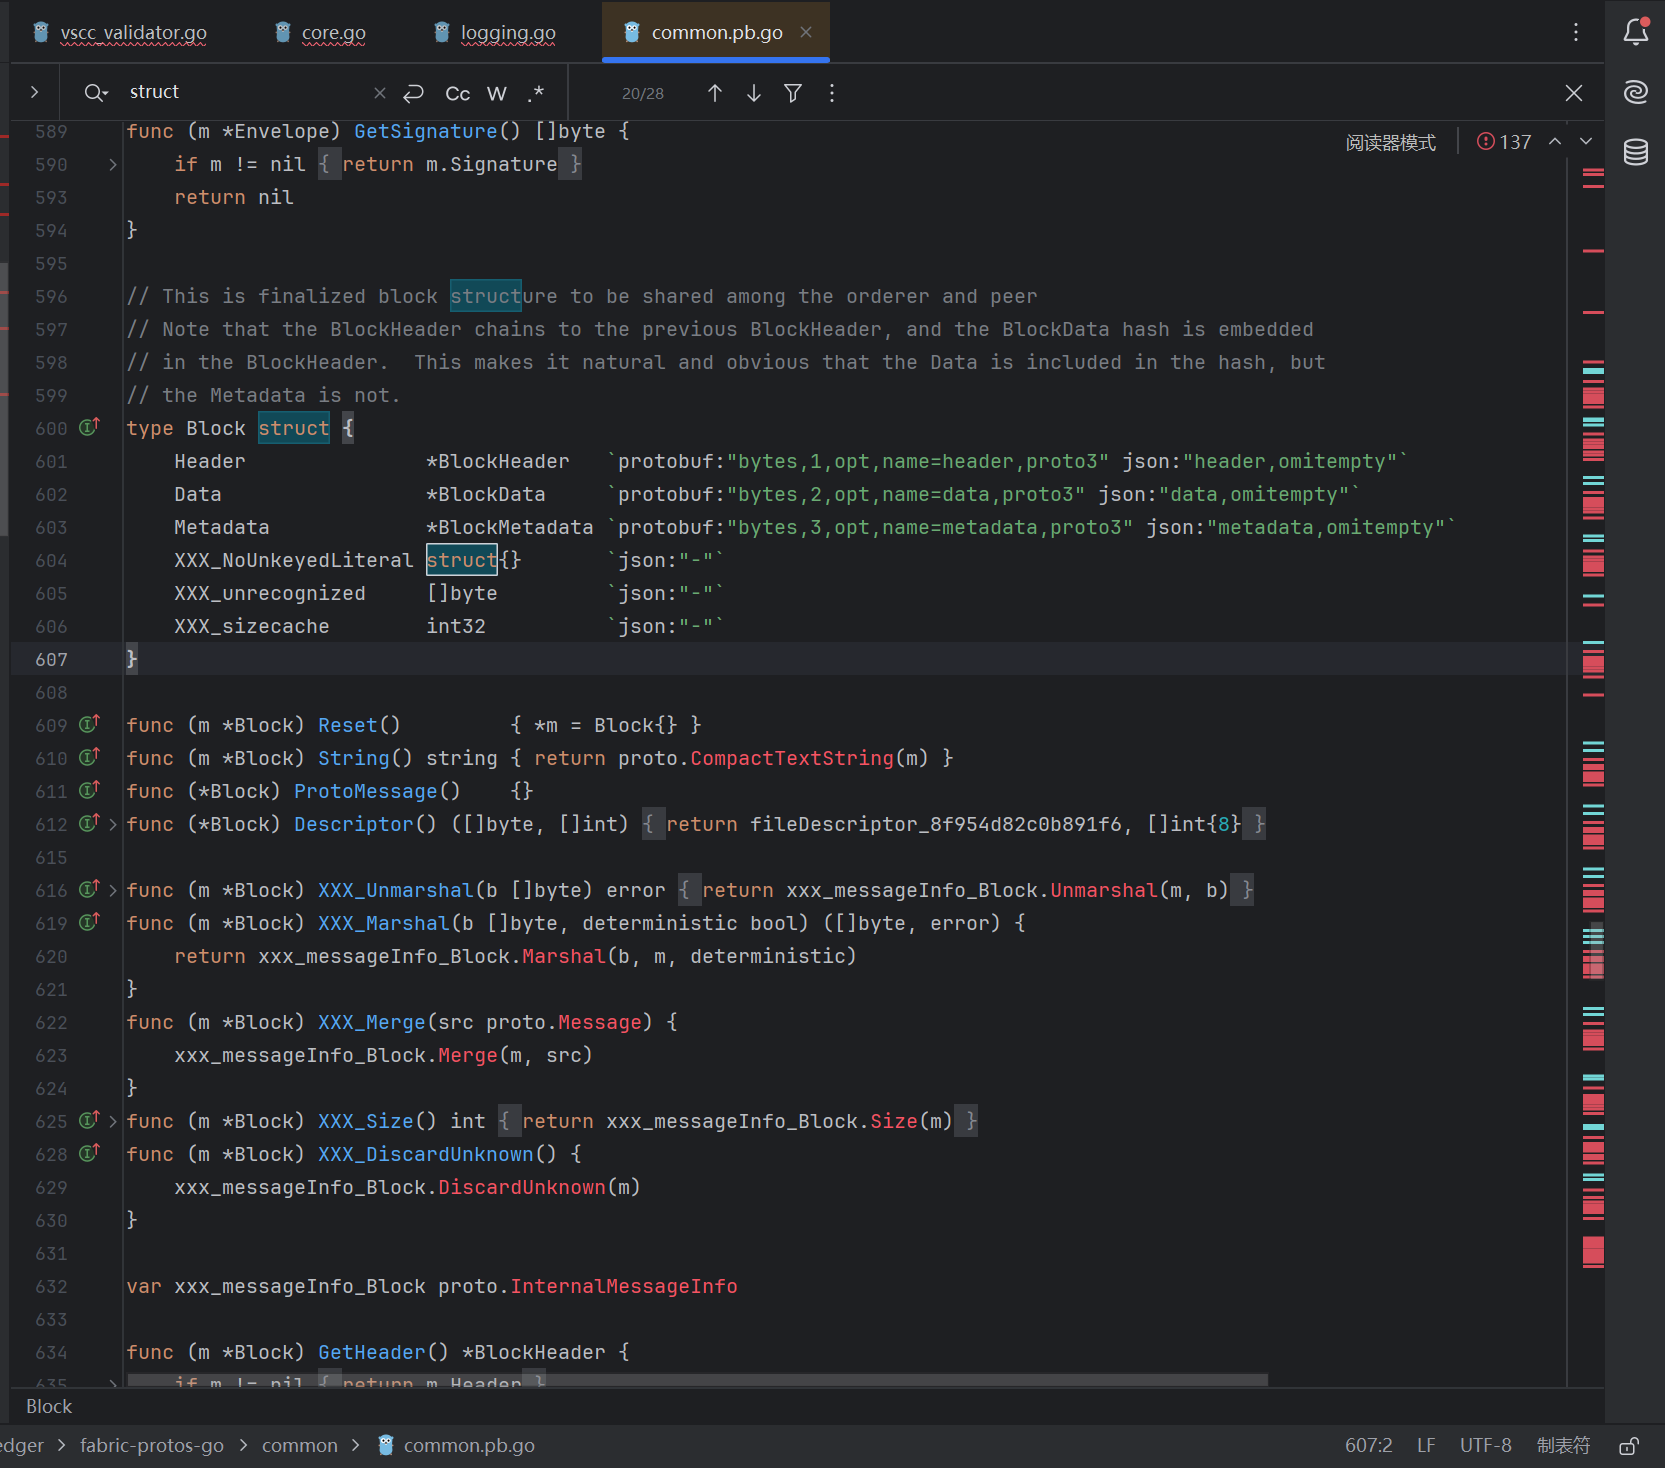 vscc_validator.go core.go logging.go common.pb.go
struct Cc W .* 20/28
阅读器模式 137
589 func (m *Envelope) GetSignature() []byte {
590 if m != nil { return m.Signature }
593 return nil
594 }
595
596 // This is finalized block structure to be shared among the orderer and peer
597 // Note that the BlockHeader chains to the previous BlockHeader, and the BlockData hash is embedded
598 // in the BlockHeader.  This makes it natural and obvious that the Data is included in the hash, but
599 // the Metadata is not.
600 type Block struct {
601 Header *BlockHeader `protobuf:"bytes,1,opt,name=header,proto3" json:"header,omitempty"`
602 Data *BlockData `protobuf:"bytes,2,opt,name=data,proto3" json:"data,omitempty"`
603 Metadata *BlockMetadata `protobuf:"bytes,3,opt,name=metadata,proto3" json:"metadata,omitempty"`
604 XXX_NoUnkeyedLiteral struct{} `json:"-"`
605 XXX_unrecognized []byte `json:"-"`
606 XXX_sizecache int32 `json:"-"`
607 }
608
609 func (m *Block) Reset() { *m = Block{} }
610 func (m *Block) String() string { return proto.CompactTextString(m) }
611 func (*Block) ProtoMessage() {}
612 func (*Block) Descriptor() ([]byte, []int) { return fileDescriptor_8f954d82c0b891f6, []int{8} }
615
616 func (m *Block) XXX_Unmarshal(b []byte) error { return xxx_messageInfo_Block.Unmarshal(m, b) }
619 func (m *Block) XXX_Marshal(b []byte, deterministic bool) ([]byte, error) {
620 return xxx_messageInfo_Block.Marshal(b, m, deterministic)
621 }
622 func (m *Block) XXX_Merge(src proto.Message) {
623 xxx_messageInfo_Block.Merge(m, src)
624 }
625 func (m *Block) XXX_Size() int { return xxx_messageInfo_Block.Size(m) }
628 func (m *Block) XXX_DiscardUnknown() {
629 xxx_messageInfo_Block.DiscardUnknown(m)
630 }
631
632 var xxx_messageInfo_Block proto.InternalMessageInfo
633
634 func (m *Block) GetHeader() *BlockHeader {
635 if m != nil { return m.Header }
Block
edger > fabric-protos-go > common > common.pb.go 607:2 LF UTF-8 制表符